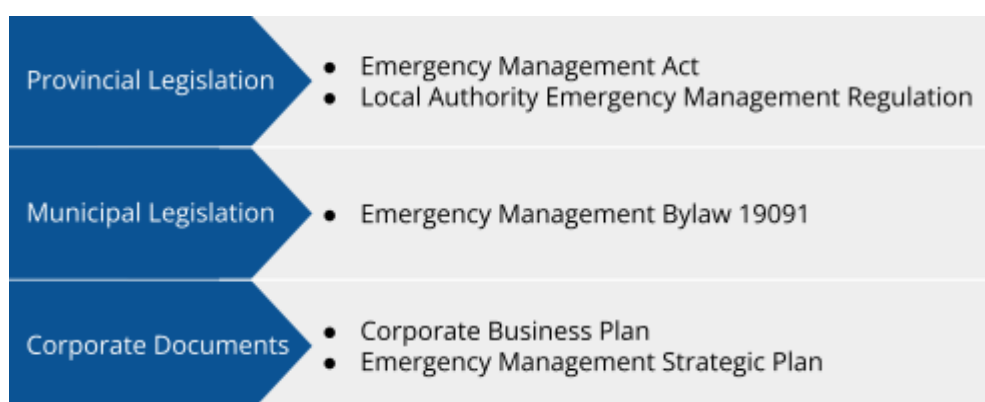 Provincial Legislation
● Emergency Management Act
● Local Authority Emergency Management Regulation
Municipal Legislation
● Emergency Management Bylaw 19091
Corporate Documents
● Corporate Business Plan
● Emergency Management Strategic Plan